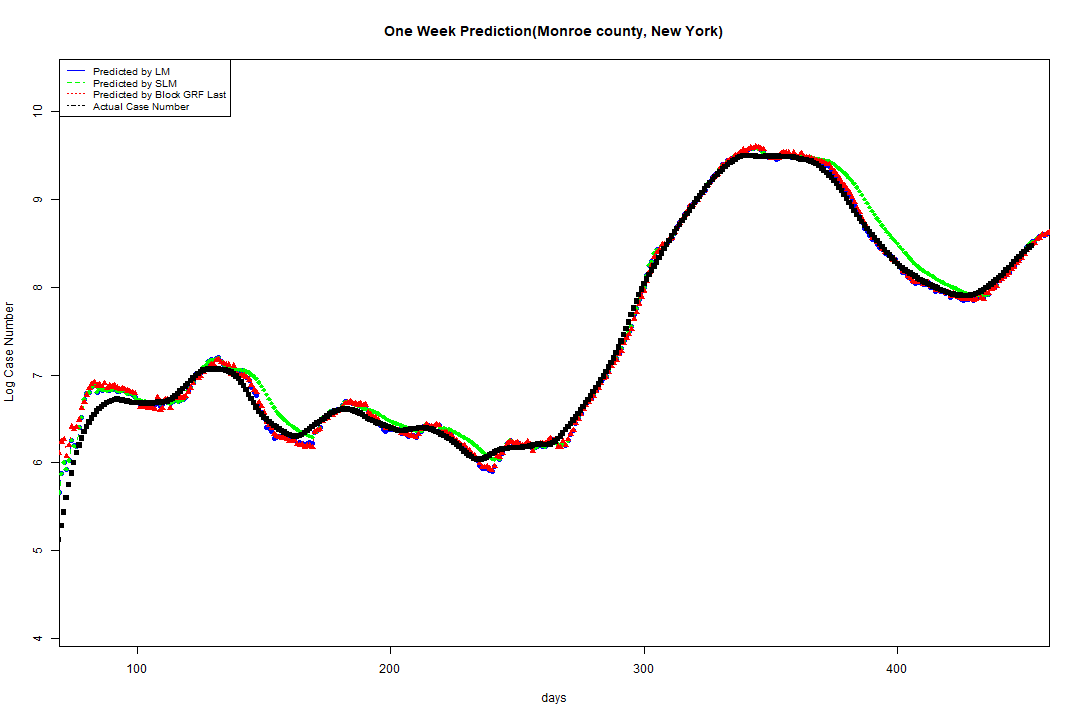 One Week Prediction(Monroe county, New York)
Predicted by LM
Predicted by SLM
Predicted by Block GRF Last
Actual Case Number
Log Case Number
10
9
8
7
6
5
4
100 200 300 400
days